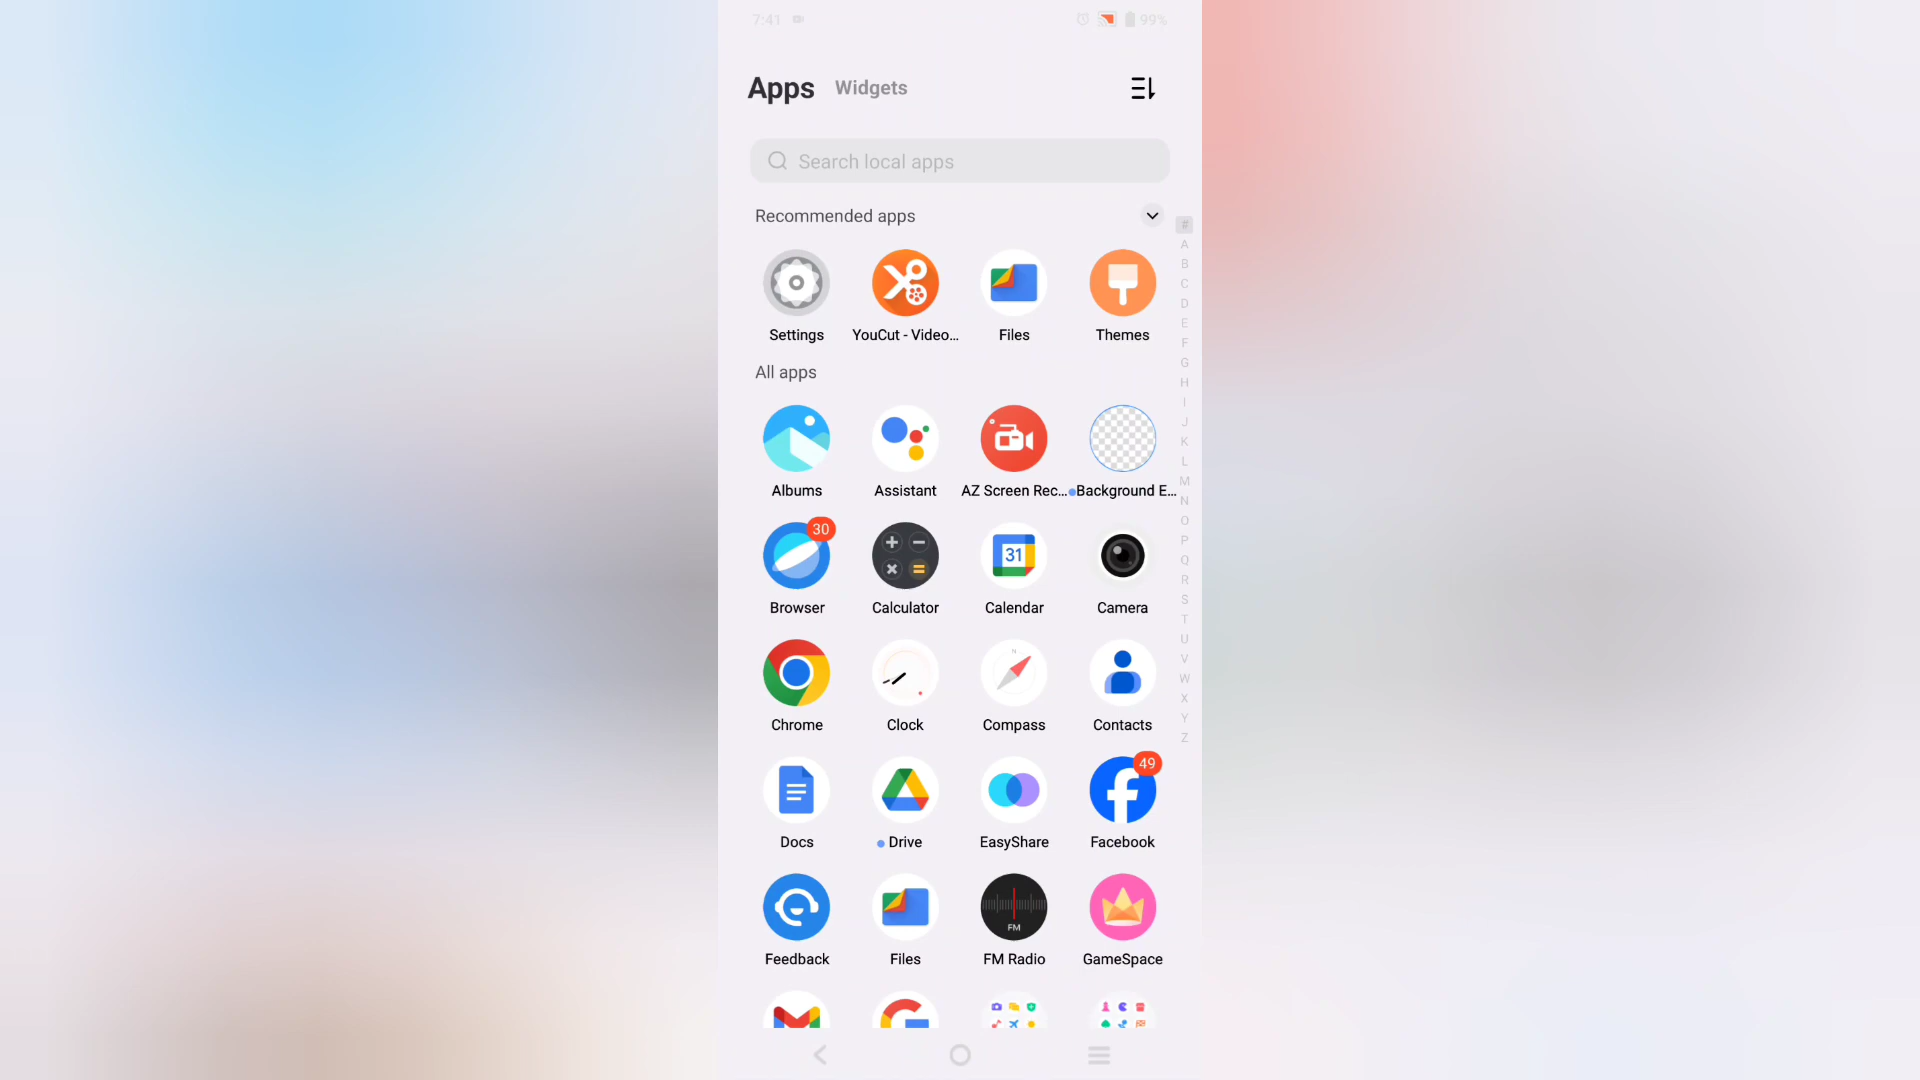 7:41 99%
Apps Widgets
Search local apps
Recommended apps
#
A
B
C
D
E
F
G
H
I
J
K
L
M
N
O
P
Q
R
S
T
U
V
W
X
Y
Z
Settings YouCut - Video... Files Themes
All apps
Albums Assistant AZ Screen Rec... Background E...
30
31
Browser Calculator Calendar Camera
N
Chrome Clock Compass Contacts
49
Docs Drive EasyShare Facebook
FM
Feedback Files FM Radio GameSpace